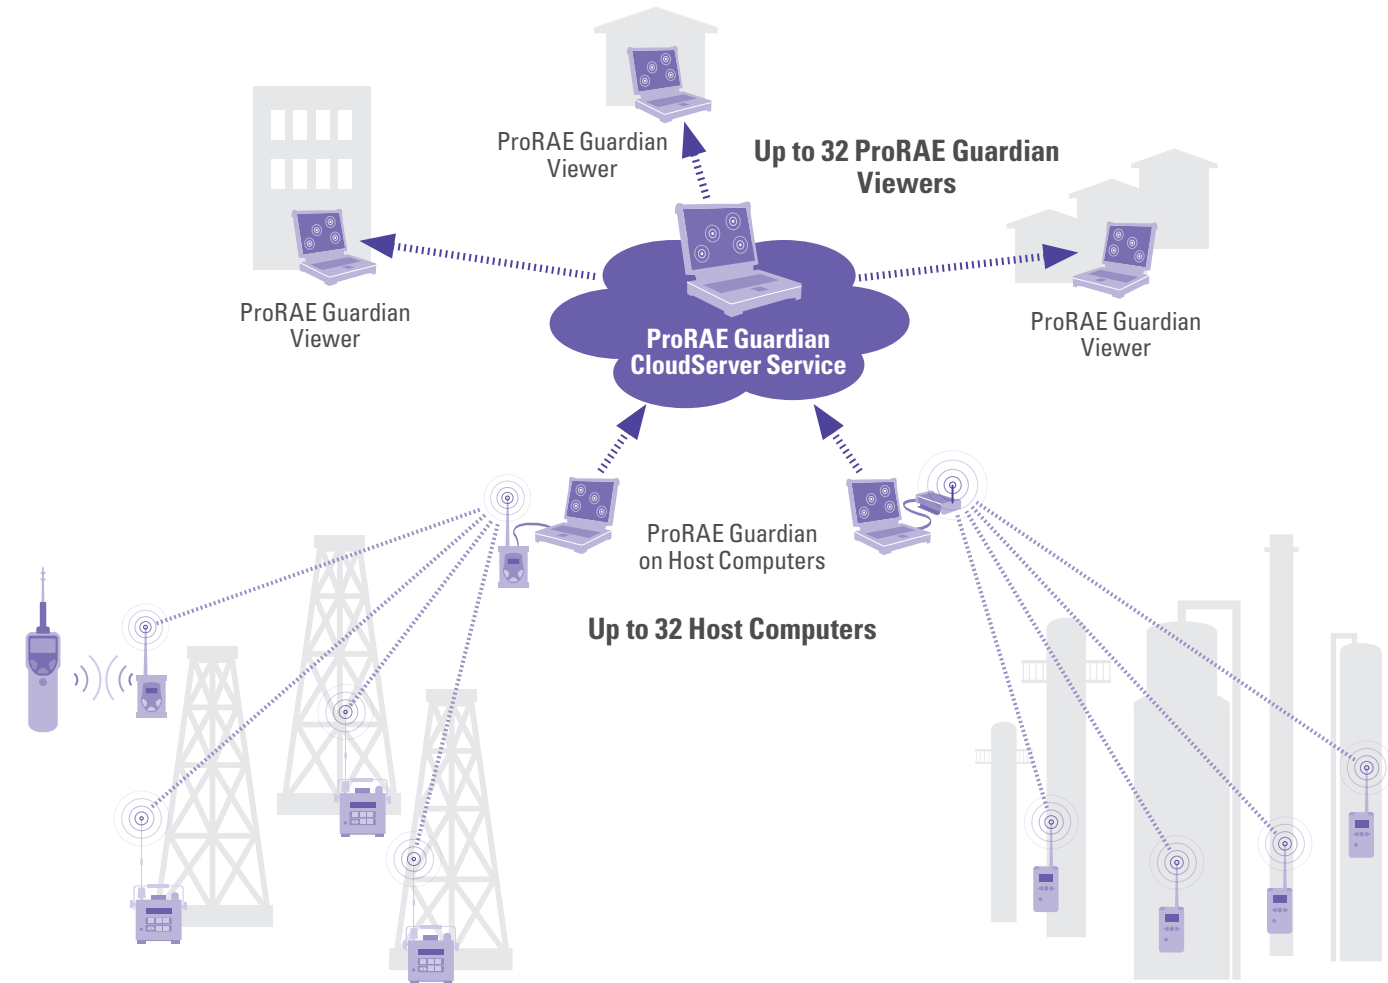 ProRAE Guardian
Viewer
Up to 32 ProRAE Guardian
Viewers
ProRAE Guardian
Viewer
ProRAE Guardian
Viewer
ProRAE Guardian
CloudServer Service
ProRAE Guardian
on Host Computers
Up to 32 Host Computers